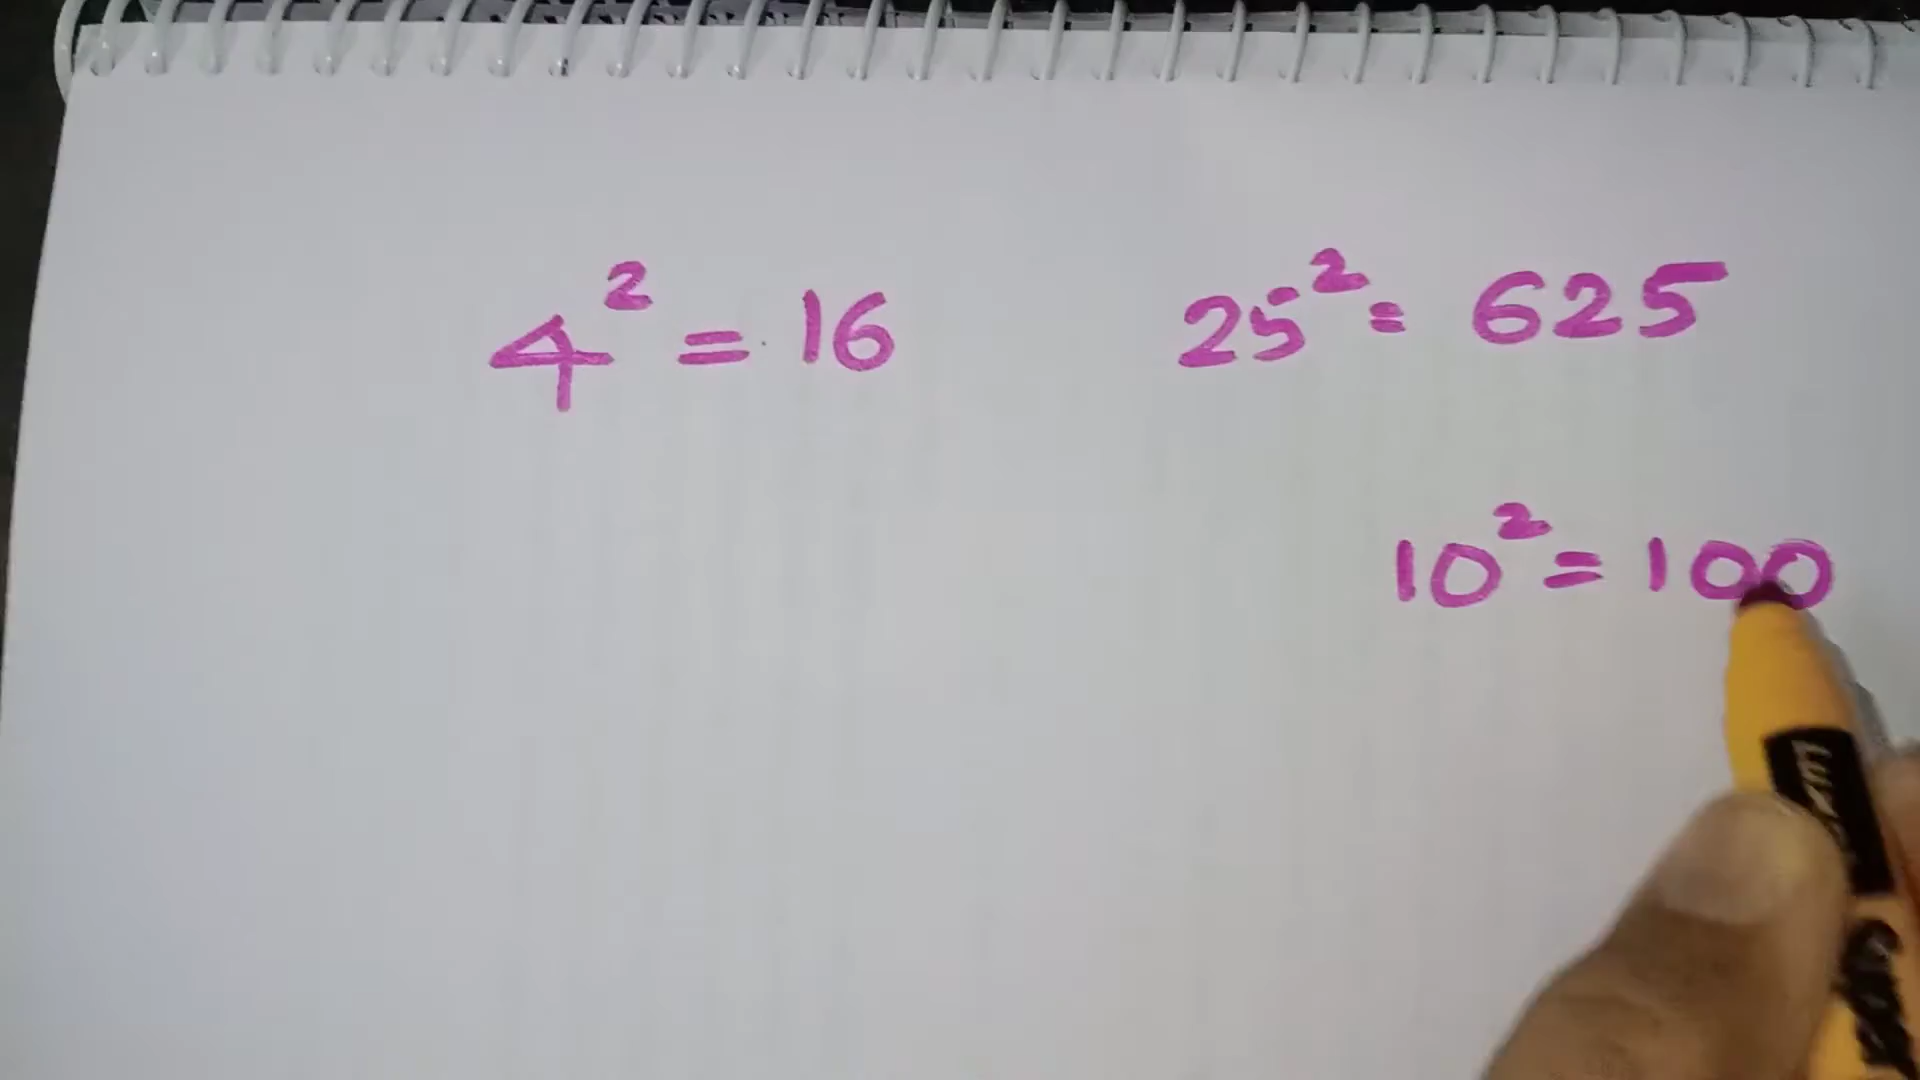 4² = 16
25² = 625
10² = 100